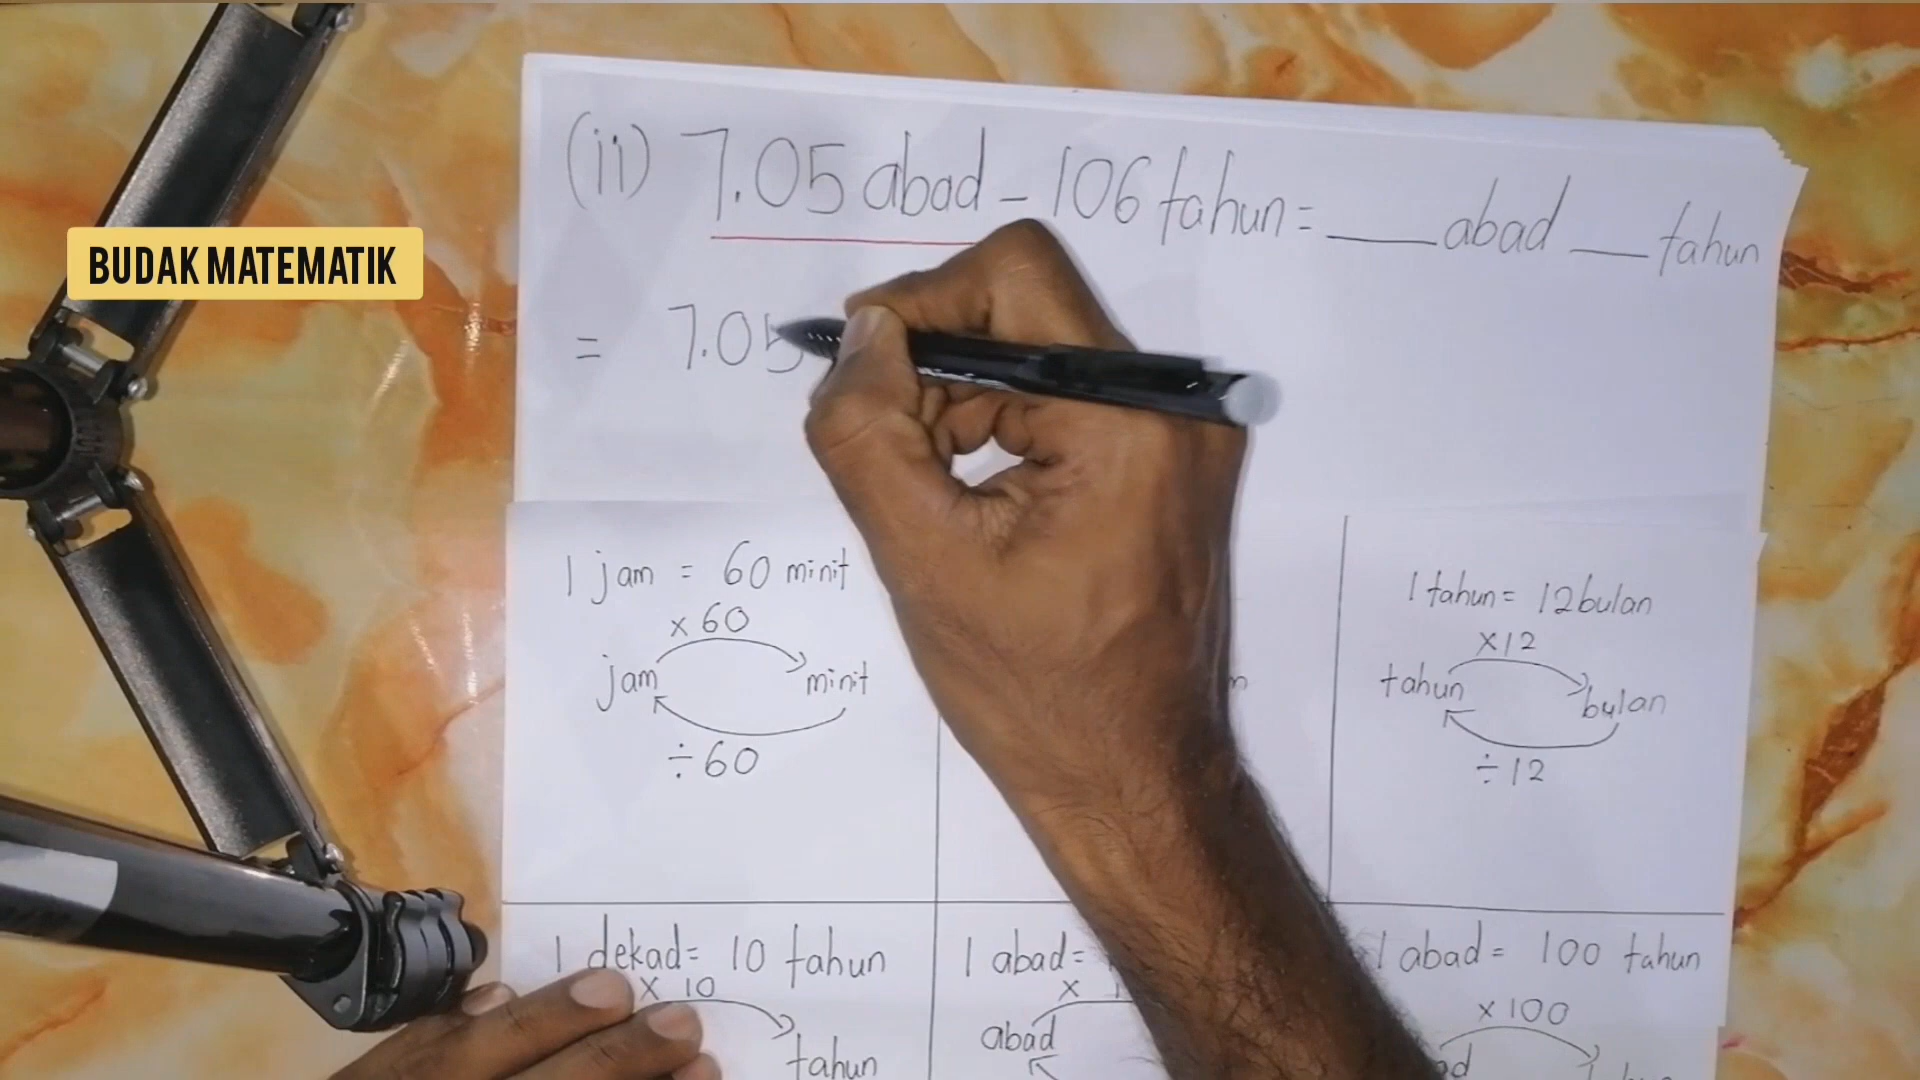 (ii) 7.05 abad - 106 tahun = ___ abad ___ tahun
BUDAK MATEMATIK
= 7.05
1 jam = 60 minit
× 60
jam minit
÷ 60
1 tahun = 12 bulan
×12
tahun bulan
÷ 12
1 dekad = 10 tahun
× 10
tahun
1 abad =
×
abad
1 abad = 100 tahun
× 100